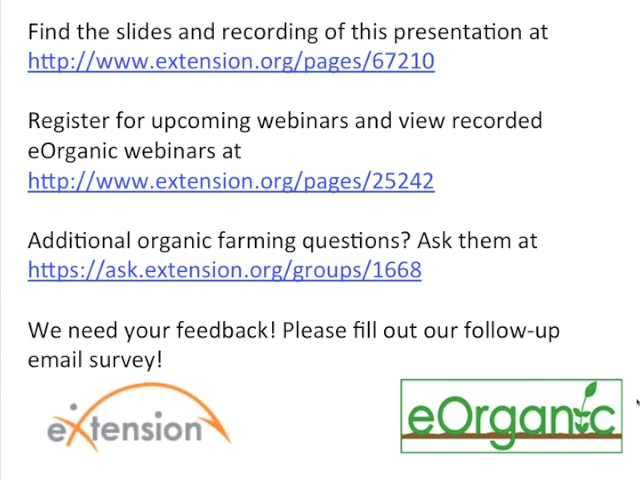 Find the slides and recording of this presentation at
http://www.extension.org/pages/67210
Register for upcoming webinars and view recorded
eOrganic webinars at
http://www.extension.org/pages/25242
Additional organic farming questions? Ask them at
https://ask.extension.org/groups/1668
We need your feedback! Please fill out our follow-up
email survey!
eXtension
eOrganic